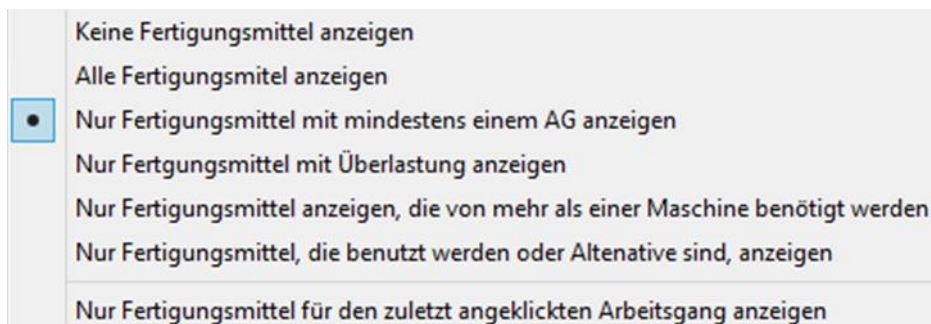 Keine Fertigungsmittel anzeigen
Alle Fertigungsmitel anzeigen
Nur Fertigungsmittel mit mindestens einem AG anzeigen
Nur Fertgungsmittel mit Überlastung anzeigen
Nur Fertigungsmittel anzeigen, die von mehr als einer Maschine benötigt werden
Nur Fertigungsmittel, die benutzt werden oder Altenative sind, anzeigen
Nur Fertigungsmittel für den zuletzt angeklickten Arbeitsgang anzeigen